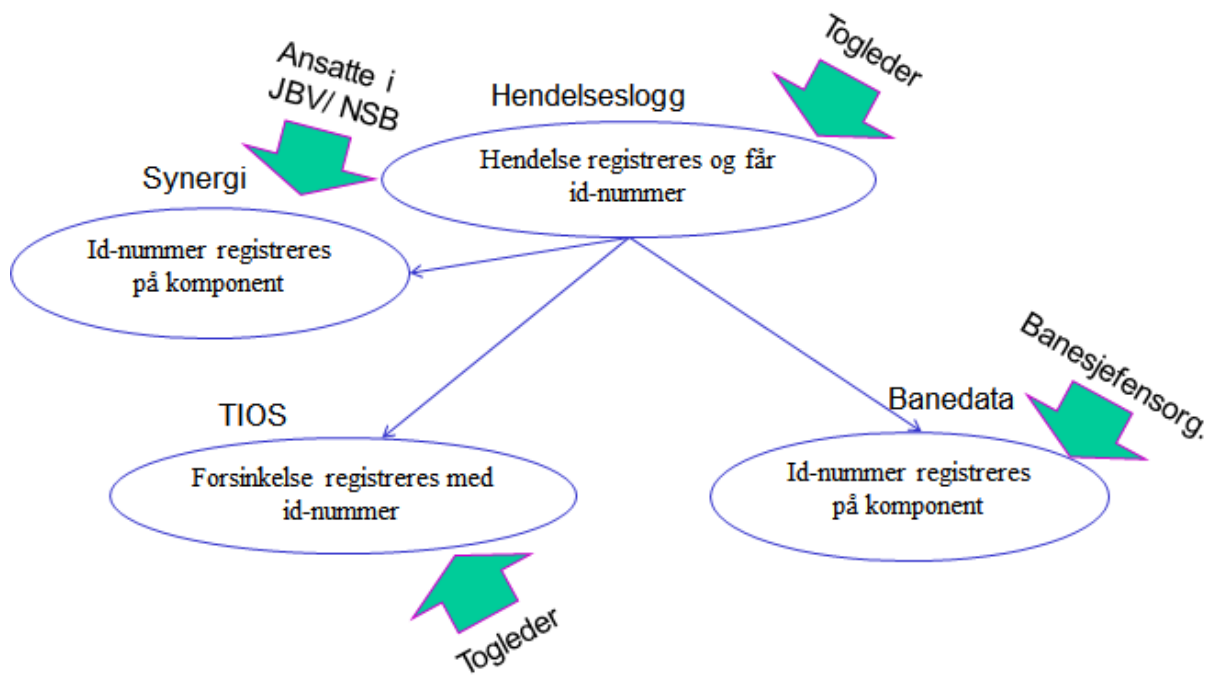 Togleder
Ansatte i
JBV/ NSB
Hendelseslogg
Hendelse registreres og får
id-nummer
Synergi
Id-nummer registreres
på komponent
Banesjefensorg.
Banedata
TIOS
Forsinkelse registreres med
id-nummer
Id-nummer registreres
på komponent
Togleder